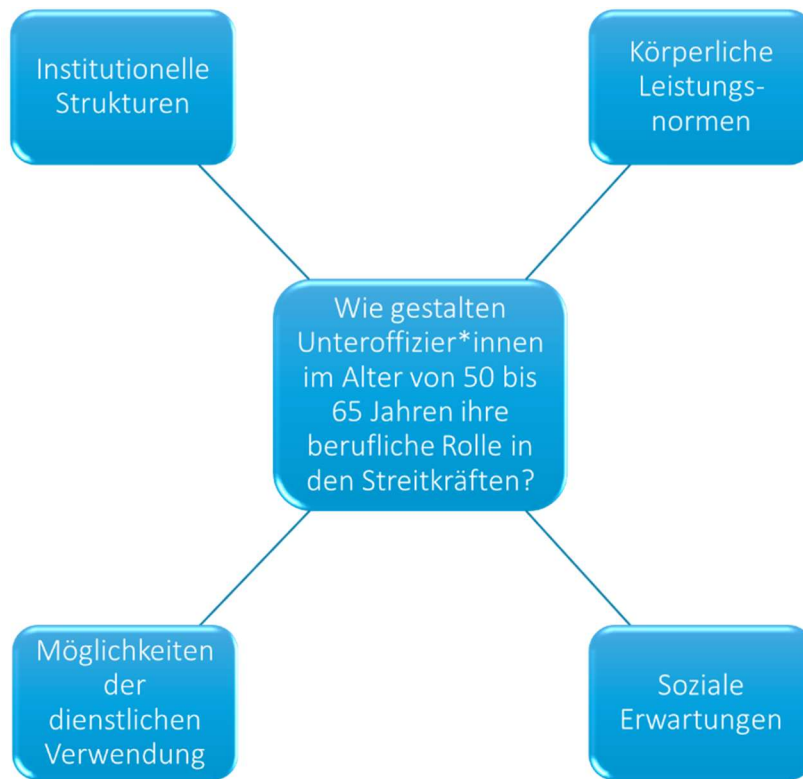 Institutionelle
Strukturen
Körperliche
Leistungs-
normen
Wie gestalten
Unteroffizier*innen
im Alter von 50 bis
65 Jahren ihre
berufliche Rolle in
den Streitkräften?
Möglichkeiten
der
dienstlichen
Verwendung
Soziale
Erwartungen